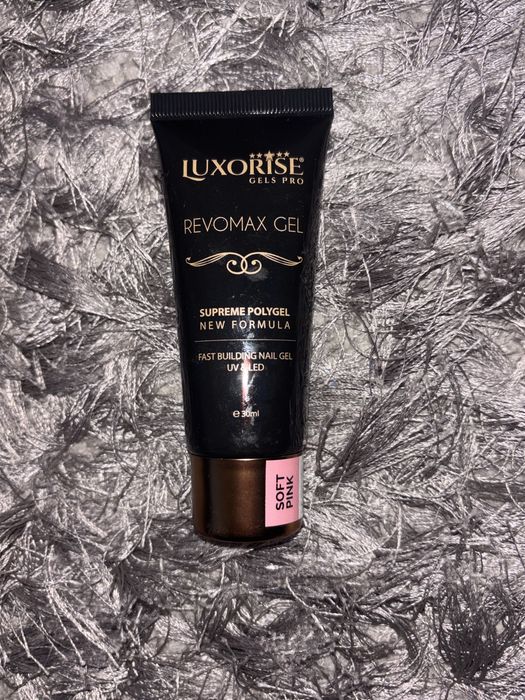 LUXORISE®
GELS PRO
REVOMAX GEL
SUPREME POLYGEL
NEW FORMULA
FAST BUILDING NAIL GEL
UV & LED
℮30ml
SOFT
PINK